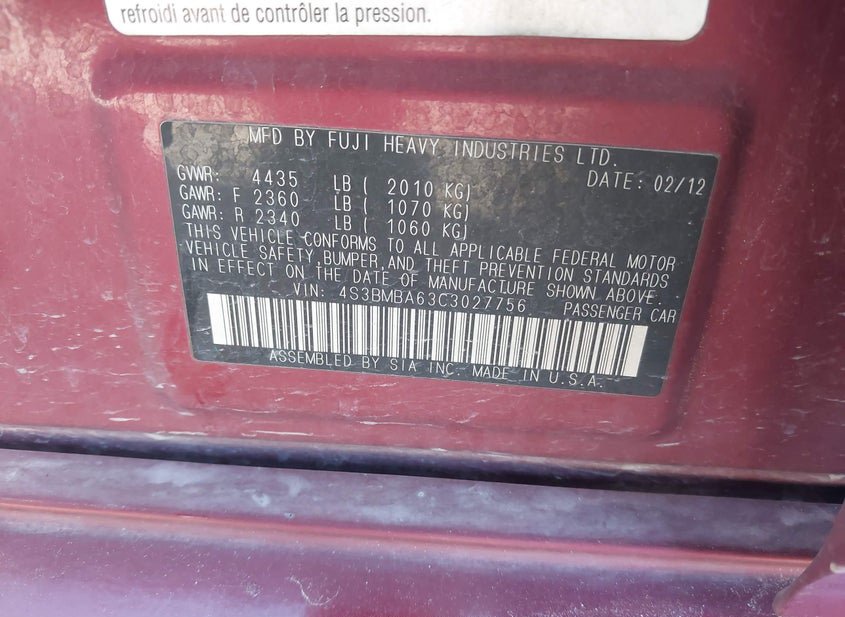 refroidi avant de contrôler la pression.
MFD BY FUJI HEAVY INDUSTRIES LTD.
GVWR: 4435 LB ( 2010 KG) DATE: 02/12
GAWR: F 2360 LB ( 1070 KG)
GAWR: R 2340 LB ( 1060 KG)
THIS VEHICLE CONFORMS TO ALL APPLICABLE FEDERAL MOTOR
VEHICLE SAFETY, BUMPER, AND THEFT PREVENTION STANDARDS
IN EFFECT ON THE DATE OF MANUFACTURE SHOWN ABOVE.
VIN: 4S3BMBA63C3027756 PASSENGER CAR
ASSEMBLED BY SIA INC. MADE IN U.S.A.